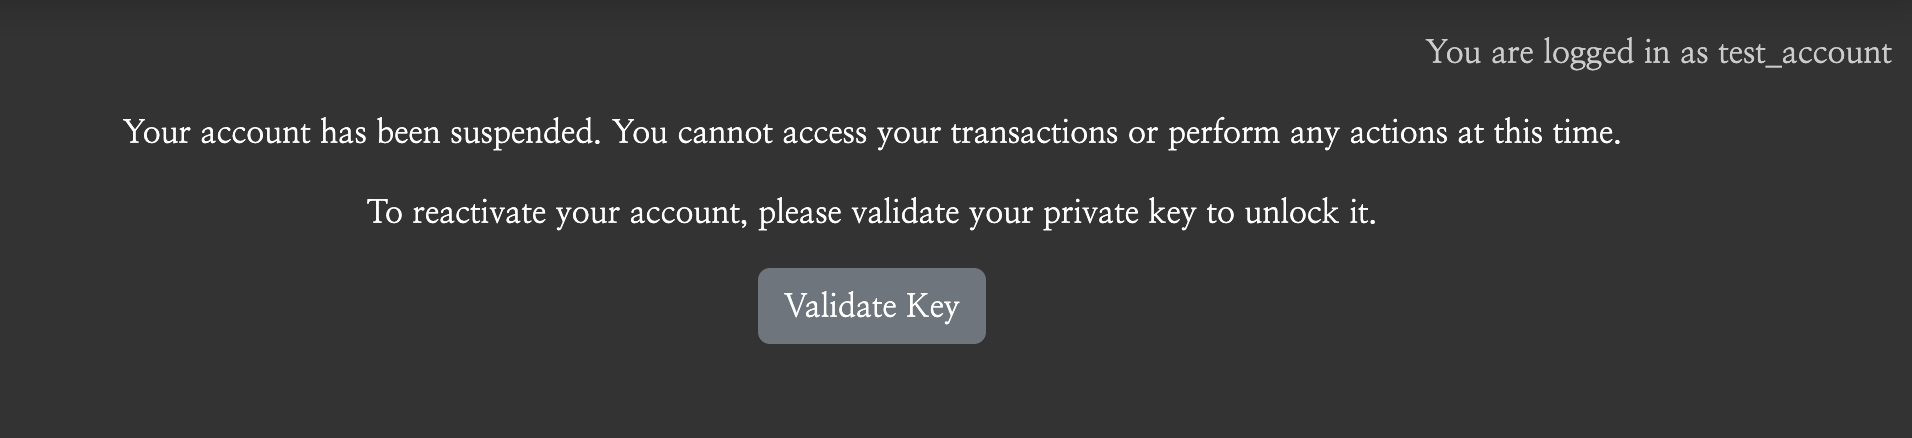 You are logged in as test_account
Your account has been suspended. You cannot access your transactions or perform any actions at this time.
To reactivate your account, please validate your private key to unlock it.
Validate Key